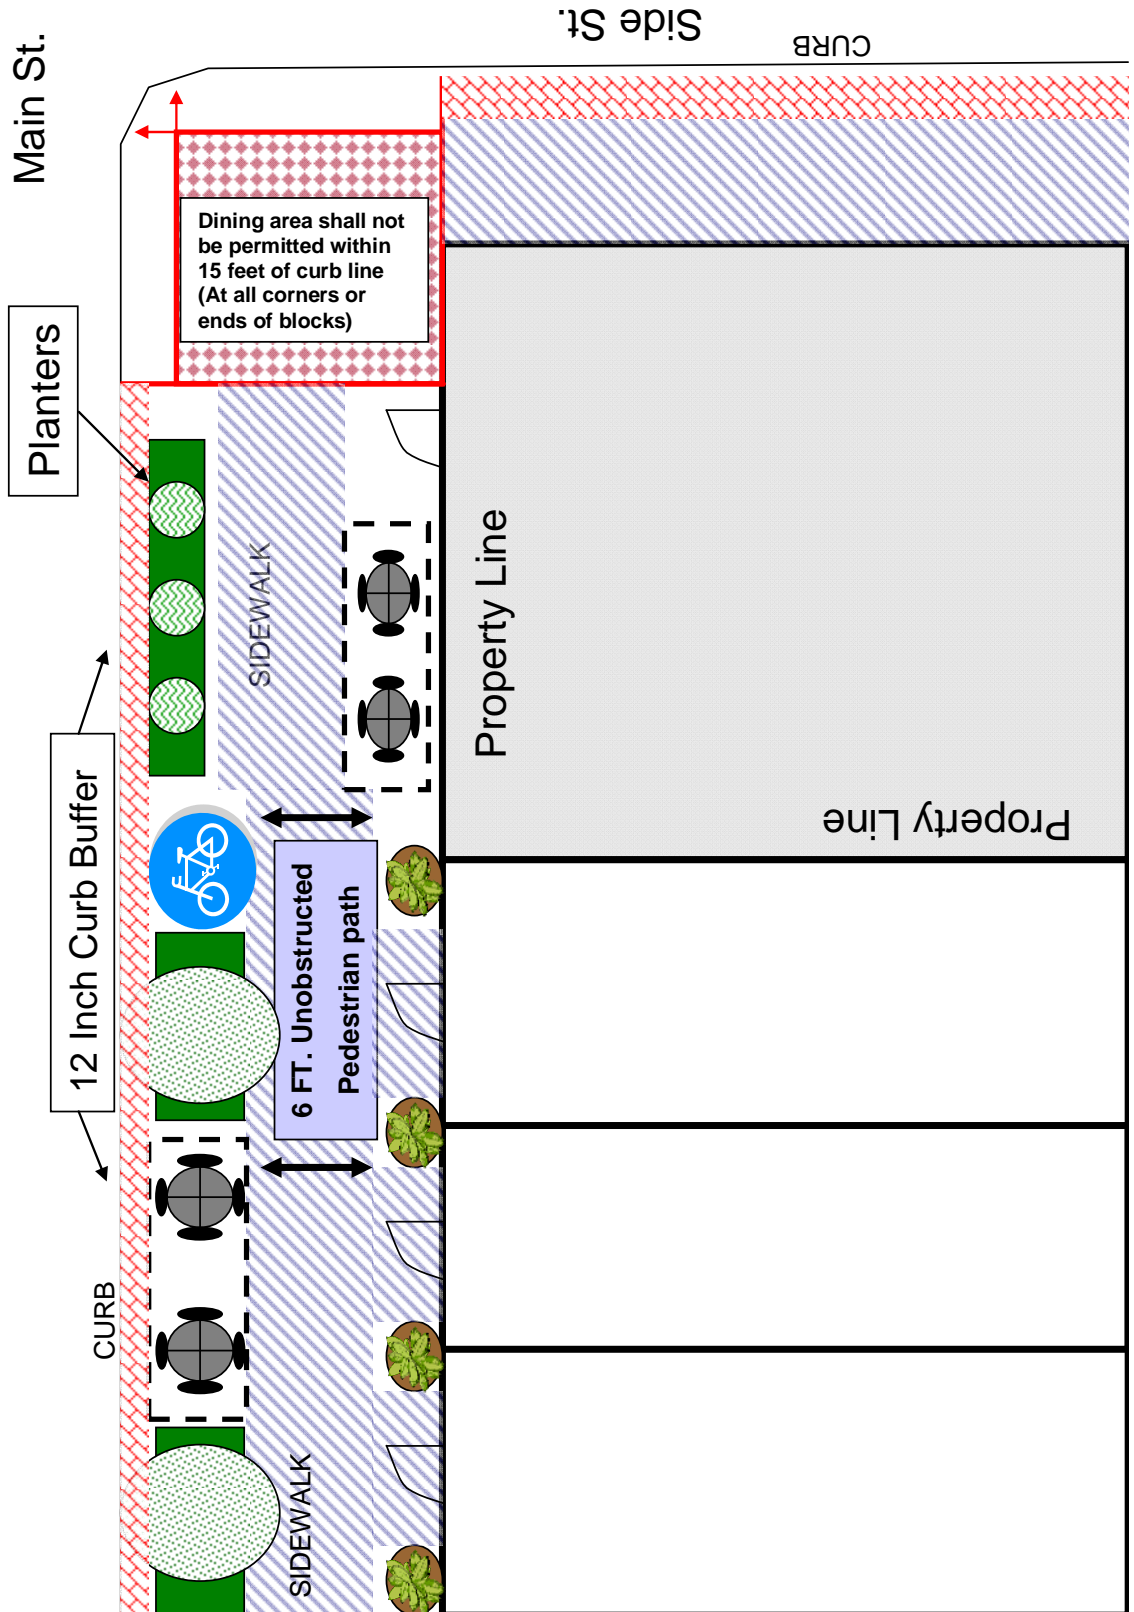 Main St.
Side St.
CURB
Dining area shall not
be permitted within
15 feet of curb line
(At all corners or
ends of blocks)
Planters
12 Inch Curb Buffer
SIDEWALK
Property Line
Property Line
6 FT. Unobstructed
Pedestrian path
CURB
SIDEWALK